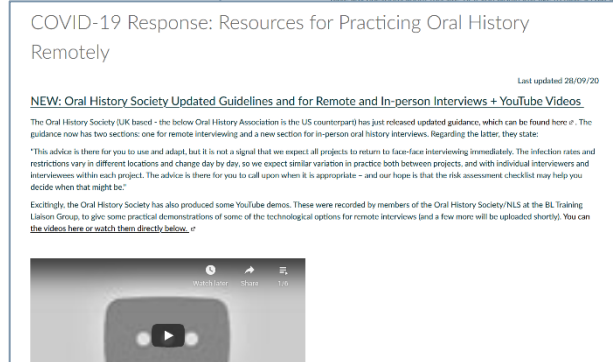 COVID-19 Response: Resources for Practicing Oral History
Remotely
Last updated 28/09/20
NEW: Oral History Society Updated Guidelines and for Remote and In-person Interviews + YouTube Videos
The Oral History Society (UK based - the below Oral History Association is the US counterpart) has just released updated guidance, which can be found here. The
guidance now has two sections: one for remote interviewing and a new section for in-person oral history interviews. Regarding the latter, they state:
"This advice is there for you to use and adapt, but it is not a signal that we expect all projects to return to face-face interviewing immediately. The infection rates and
restrictions vary in different locations and change day by day, so we expect similar variation in practice both between projects, and with individual interviewers and
interviewees within each project. The advice is there for you to call upon when it is appropriate – and our hope is that the risk assessment checklist may help you
decide when that might be."
Excitingly, the Oral History Society has also produced some YouTube demos. These were recorded by members of the Oral History Society/NLS at the BL Training
Liaison Group, to give some practical demonstrations of some of the technological options for remote interviews (and a few more will be uploaded shortly). You can
the videos here or watch them directly below.
Watch later Share 1/6